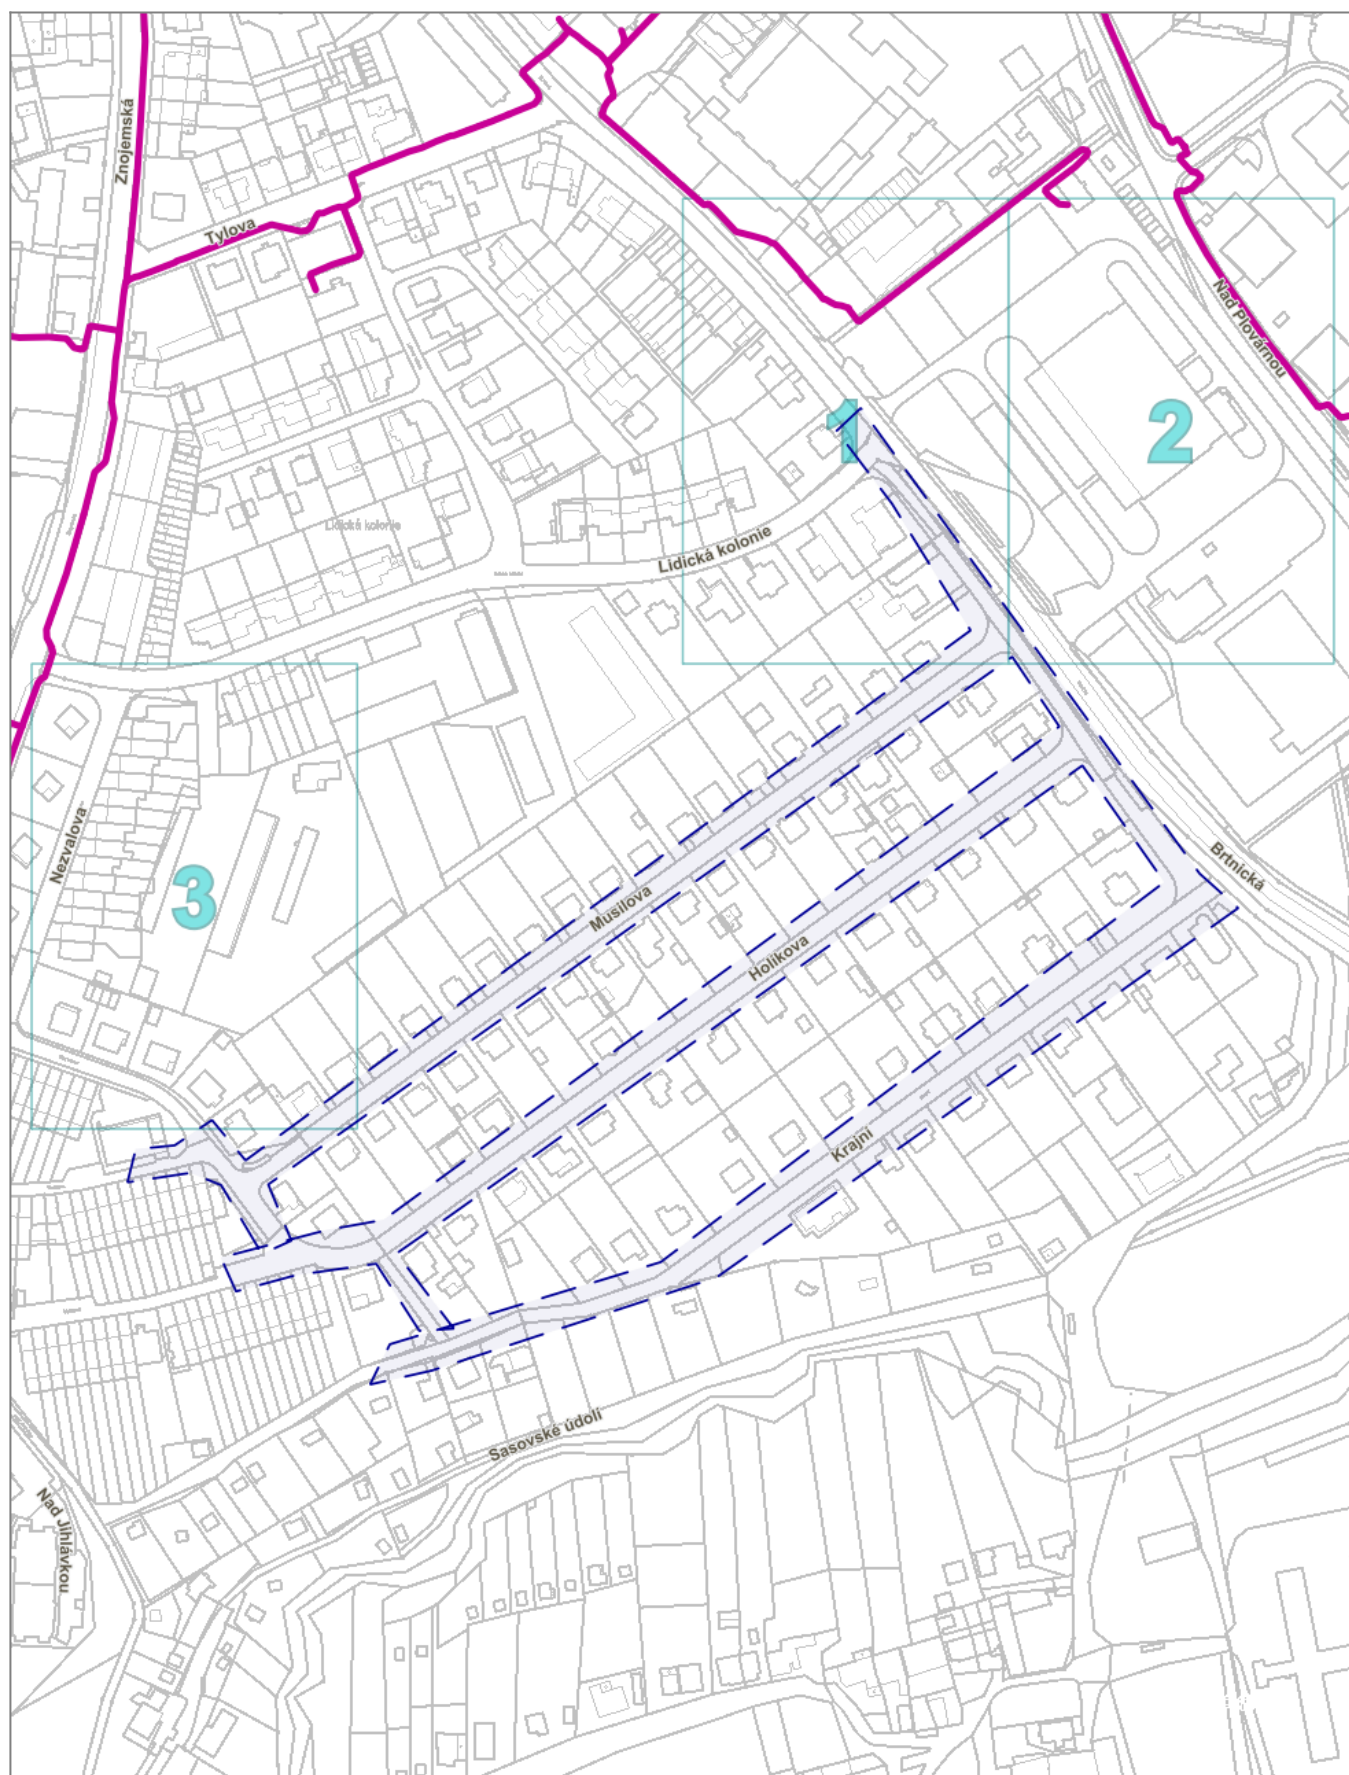 Znojemská
Tylova
Nad Plovárnou
1
2
Lidická kolonie
Lidická kolonie
Nezvalova
3
Musilova
Brtnická
Holíkova
Krajní
Sasovské údolí
Nad Jihlávkou